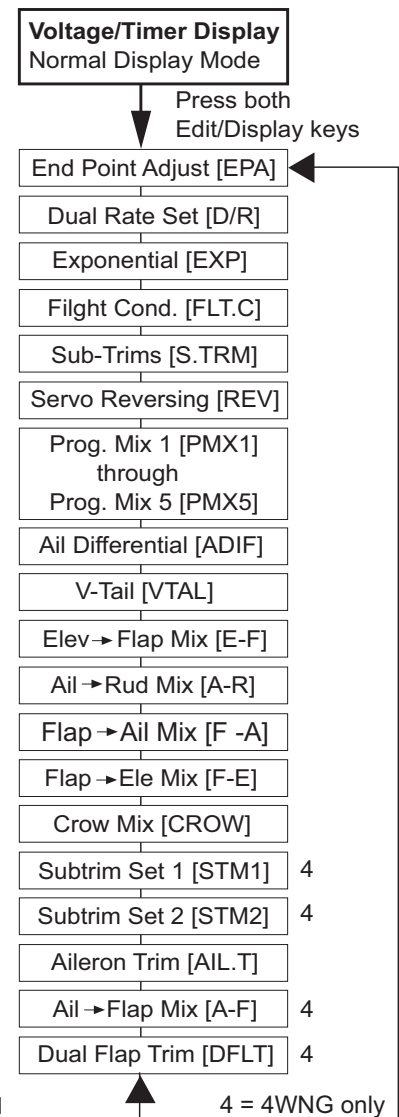 Voltage/Timer Display
Normal Display Mode
Press both
Edit/Display keys
End Point Adjust [EPA]
Dual Rate Set [D/R]
Exponential [EXP]
Filght Cond. [FLT.C]
Sub-Trims [S.TRM]
Servo Reversing [REV]
Prog. Mix 1 [PMX1]
through
Prog. Mix 5 [PMX5]
Ail Differential [ADIF]
V-Tail [VTAL]
Elev→Flap Mix [E-F]
Ail→Rud Mix [A-R]
Flap→Ail Mix [F -A]
Flap→Ele Mix [F-E]
Crow Mix [CROW]
Subtrim Set 1 [STM1] 4
Subtrim Set 2 [STM2] 4
Aileron Trim [AIL.T]
Ail→Flap Mix [A-F] 4
Dual Flap Trim [DFLT] 4
4 = 4WNG only